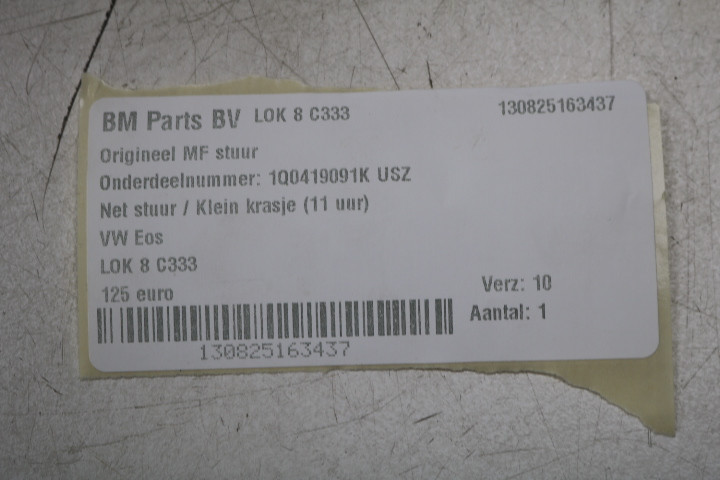 BM Parts BV LOK 8 C333 130825163437
Origineel MF stuur
Onderdeelnummer: 1Q0419091K USZ
Net stuur / Klein krasje (11 uur)
VW Eos
LOK 8 C333
125 euro Verz: 10
Aantal: 1
130825163437